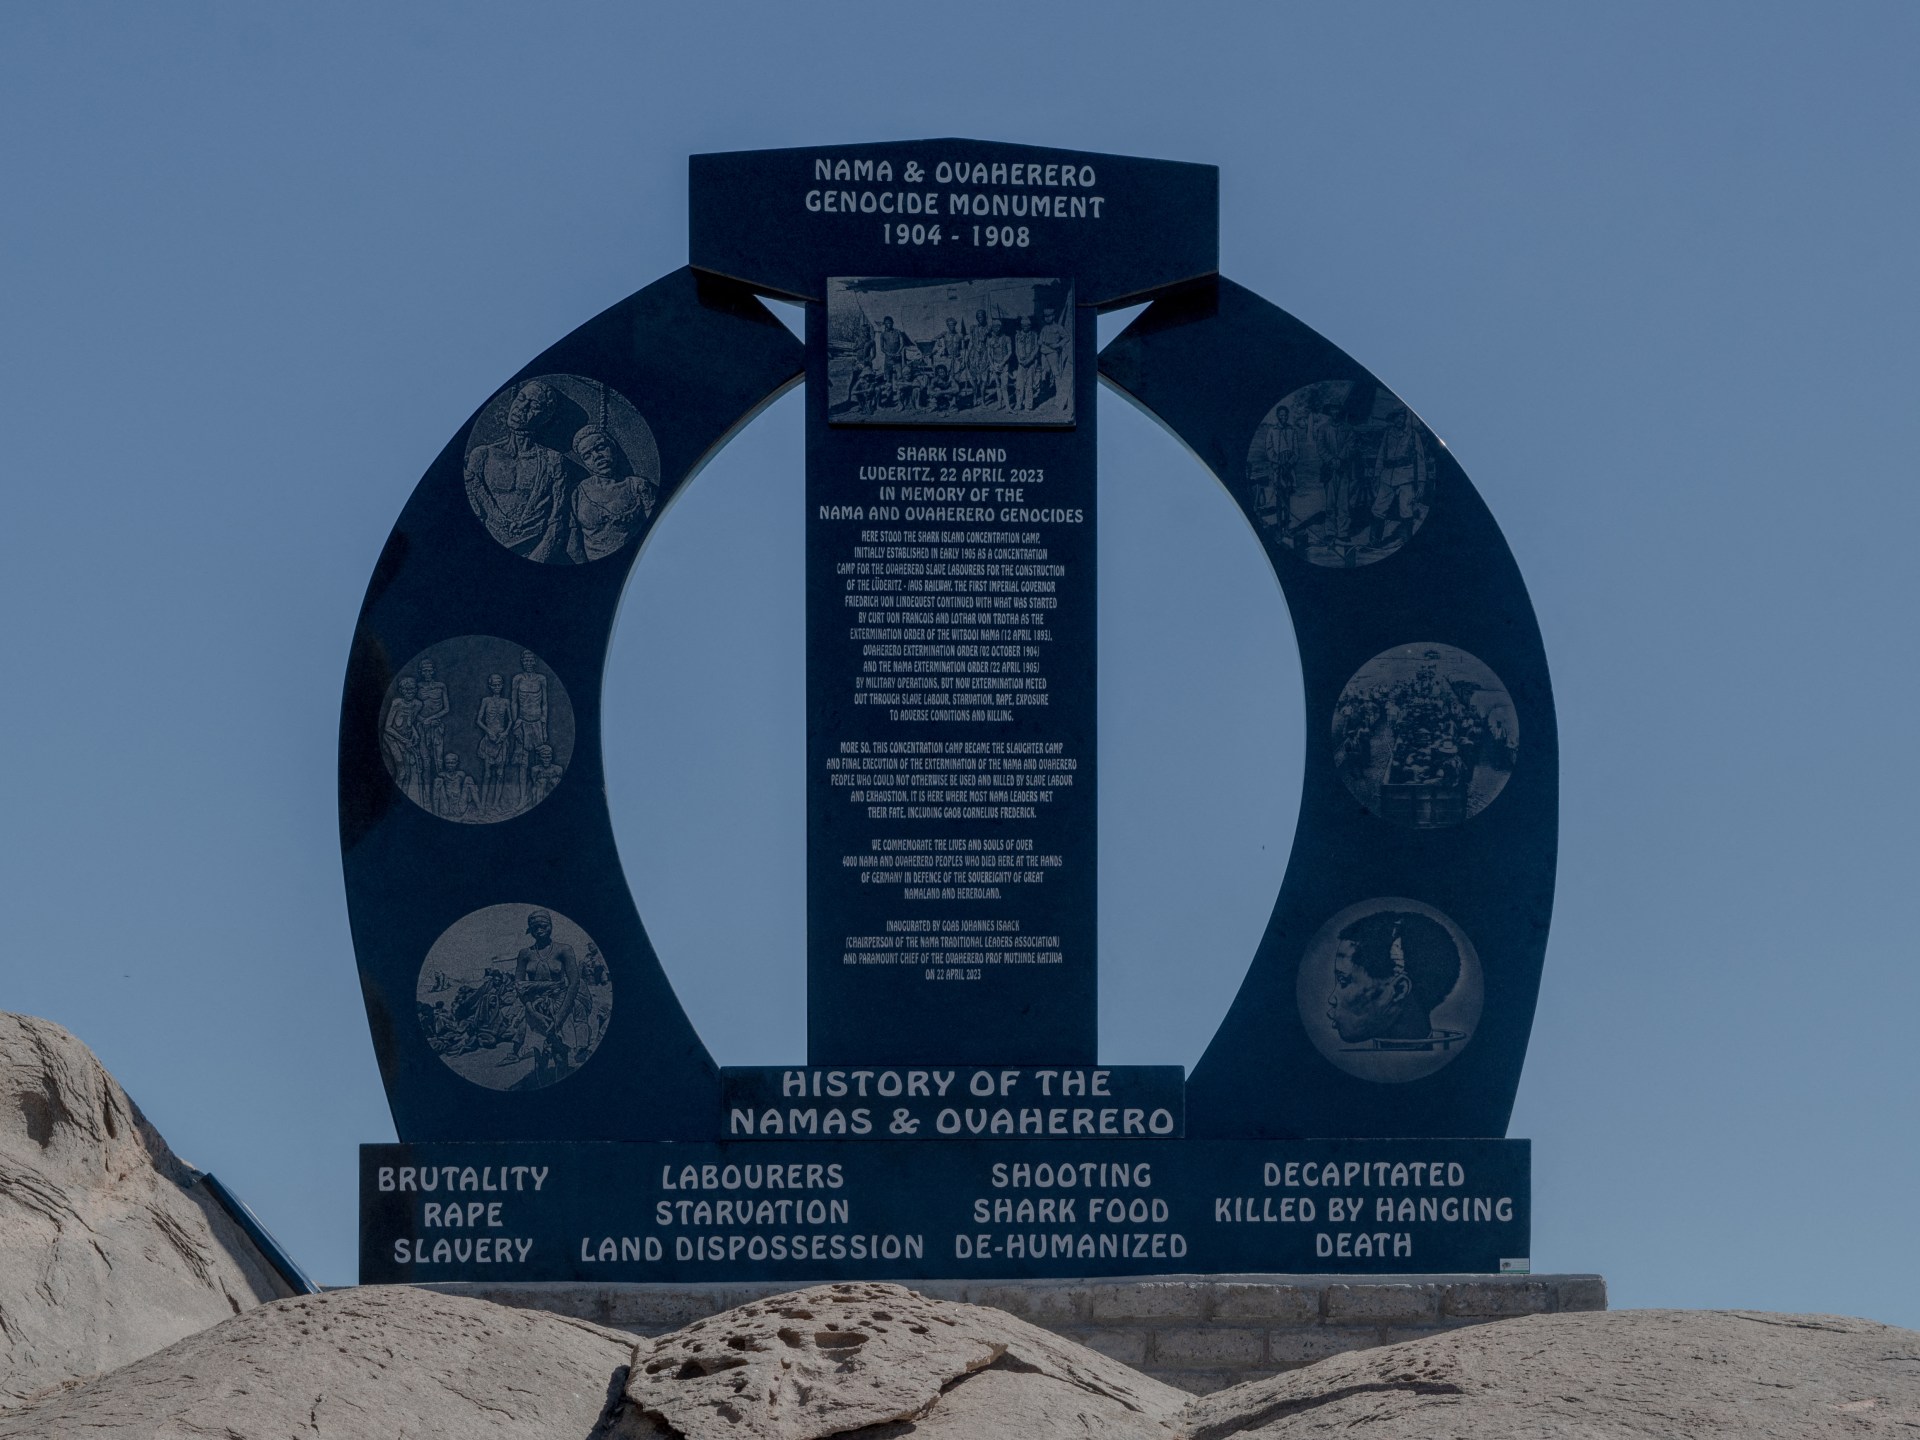 NAMA & OVAHERERO
GENOCIDE MONUMENT
1904 - 1908
SHARK ISLAND
LUDERITZ, 22 APRIL 2023
IN MEMORY OF THE
NAMA AND OVAHERERO GENOCIDES
HERE STOOD THE SHARK ISLAND CONCENTRATION CAMP,
INITIALLY ESTABLISHED IN EARLY 1905 AS A CONCENTRATION
CAMP FOR THE OVAHERERO SLAVE LABOURERS FOR THE CONSTRUCTION
OF THE LÜDERITZ - /AUS RAILWAY. THE FIRST IMPERIAL GOVERNOR
FRIEDRICH VON LINDEQUEST CONTINUED WITH WHAT WAS STARTED
BY CURT VON FRANCOIS AND LOTHAR VON TROTHA AS THE
EXTERMINATION ORDER OF THE WITBOOI NAMA (12 APRIL 1893),
OVAHERERO EXTERMINATION ORDER (02 OCTOBER 1904)
AND THE NAMA EXTERMINATION ORDER (22 APRIL 1905)
BY MILITARY OPERATIONS, BUT NOW EXTERMINATION METED
OUT THROUGH SLAVE LABOUR, STARVATION, RAPE, EXPOSURE
TO ADVERSE CONDITIONS AND KILLING.
MORE SO, THIS CONCENTRATION CAMP BECAME THE SLAUGHTER CAMP
AND FINAL EXECUTION OF THE EXTERMINATION OF THE NAMA AND OVAHERERO
PEOPLE WHO COULD NOT OTHERWISE BE USED AND KILLED BY SLAVE LABOUR
AND EXHAUSTION. IT IS HERE WHERE MOST NAMA LEADERS MET
THEIR FATE, INCLUDING GAOB CORNELIUS FREDERICK.
WE COMMEMORATE THE LIVES AND SOULS OF OVER
4000 NAMA AND OVAHERERO PEOPLES WHO DIED HERE AT THE HANDS
OF GERMANY IN DEFENCE OF THE SOVEREIGNTY OF GREAT
NAMALAND AND HEREROLAND.
INAUGURATED BY GOAB JOHANNES ISAACK
(CHAIRPERSON OF THE NAMA TRADITIONAL LEADERS ASSOCIATION)
AND PARAMOUNT CHIEF OF THE OVAHERERO PROF MUTJINDE KATJIUA
ON 22 APRIL 2023
HISTORY OF THE
NAMAS & OVAHERERO
BRUTALITY
RAPE
SLAVERY
LABOURERS
STARVATION
LAND DISPOSSESSION
SHOOTING
SHARK FOOD
DE-HUMANIZED
DECAPITATED
KILLED BY HANGING
DEATH